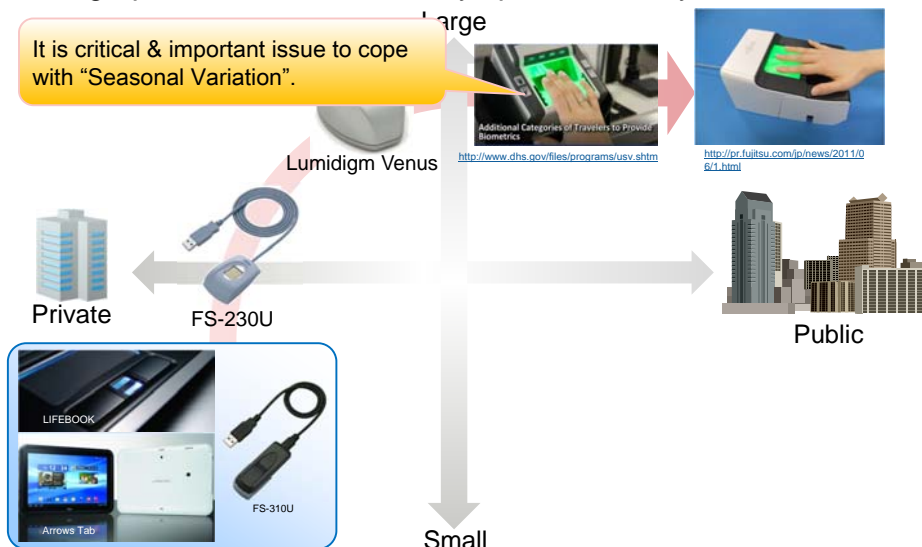 Large
It is critical & important issue to cope
with “Seasonal Variation”.
Additional Categories of Travelers to Provide
Biometrics
Lumidigm Venus
http://www.dhs.gov/files/programs/usv.shtm
http://pr.fujitsu.com/jp/news/2011/0
6/1.html
Private
FS-230U
Public
LIFEBOOK
FS-310U
Arrows Tab
Small